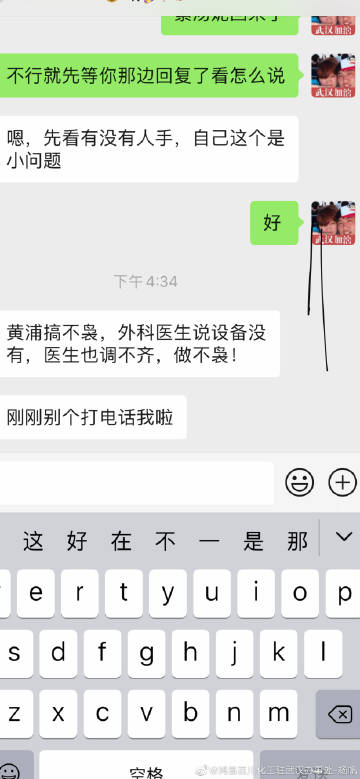 不行就先等你那边回复了看怎么说
嗯，先看有没有人手，自己这个是
小问题
好
下午4:34
黄浦搞不袅，外科医生说设备没
有，医生也调不齐，做不袅！
刚刚别个打电话我啦
武汉加油
武汉加油
这 好 在 不 一 是 那
e r t y u i o p
s d f g h j k l
z x c v b n m
空格